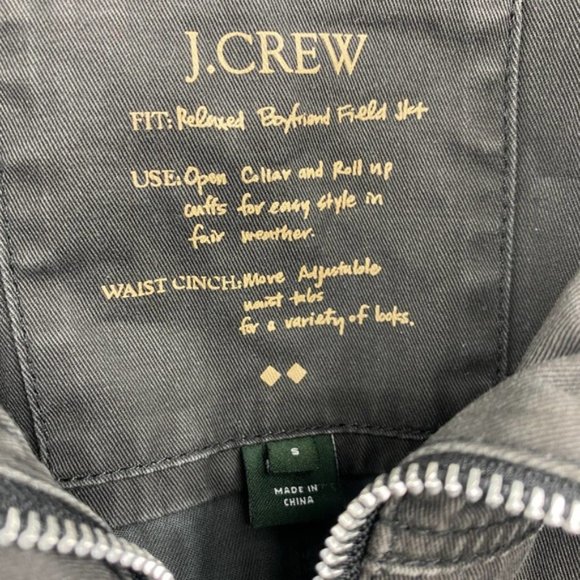 J.CREW
FIT: Relaxed Boyfriend Field Jkt
USE: Open Collar and Roll up
cuffs for easy style in
fair weather.
WAIST CINCH: Move Adjustable
waist tabs
for a variety of looks.
S
MADE IN
CHINA